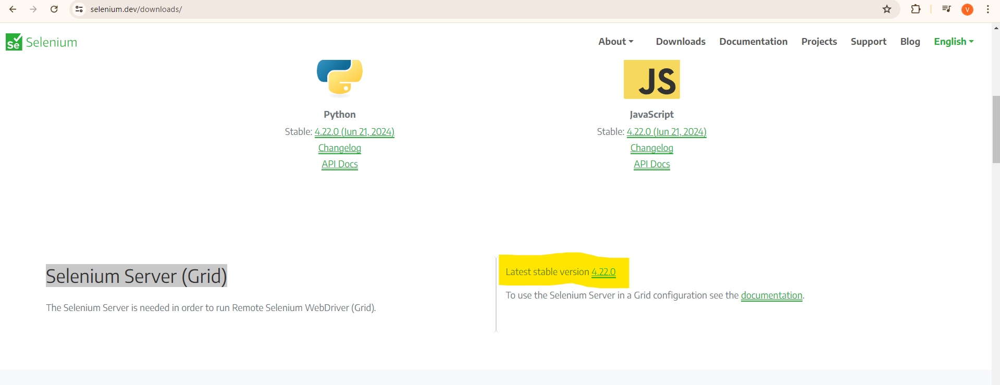 selenium.dev/downloads/
V
Se Selenium
About Downloads Documentation Projects Support Blog English
JS
Python
JavaScript
Stable: 4.22.0 (Jun 21, 2024)
Stable: 4.22.0 (Jun 21, 2024)
Changelog
Changelog
API Docs
API Docs
Selenium Server (Grid)
The Selenium Server is needed in order to run Remote Selenium WebDriver (Grid).
Latest stable version 4.22.0
To use the Selenium Server in a Grid configuration see the documentation.